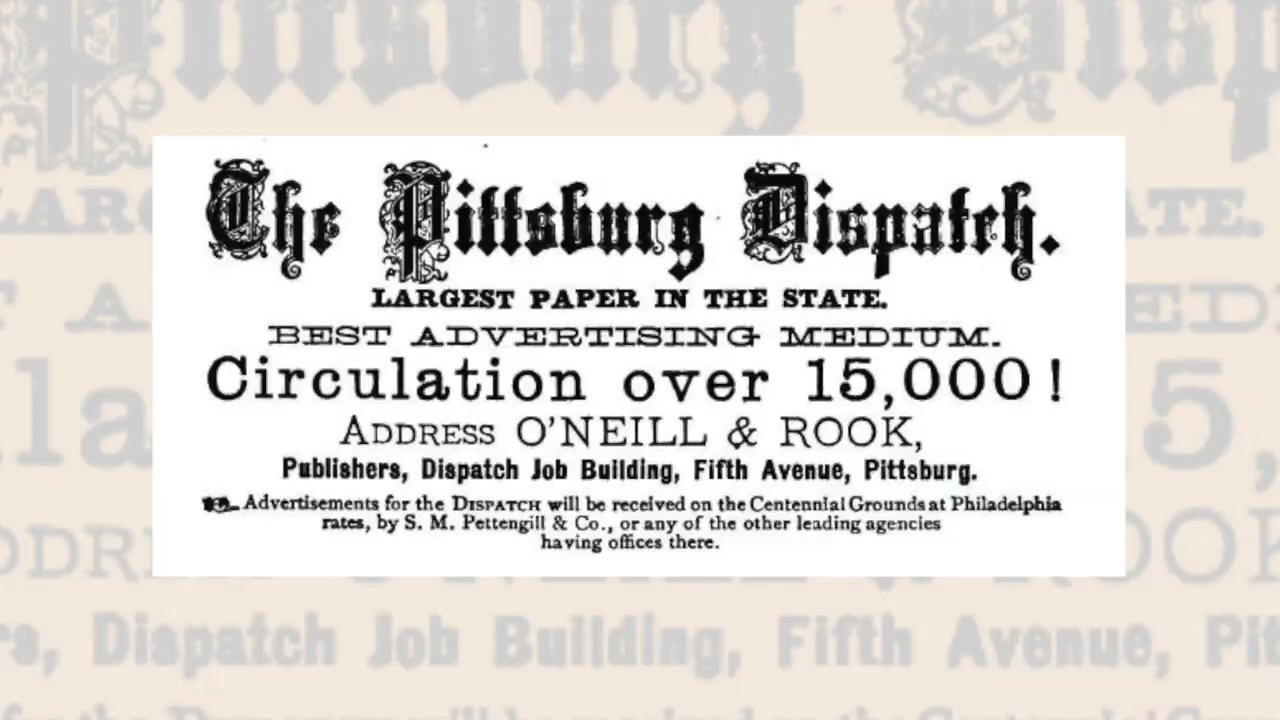 The Pittsburg Dispatch.
LARGEST PAPER IN THE STATE.
BEST ADVERTISING MEDIUM.
Circulation over 15,000!
ADDRESS O'NEILL & ROOK,
Publishers, Dispatch Job Building, Fifth Avenue, Pittsburg.
Advertisements for the DISPATCH will be received on the Centennial Grounds at Philadelphia
rates, by S. M. Pettengill & Co., or any of the other leading agencies
having offices there.